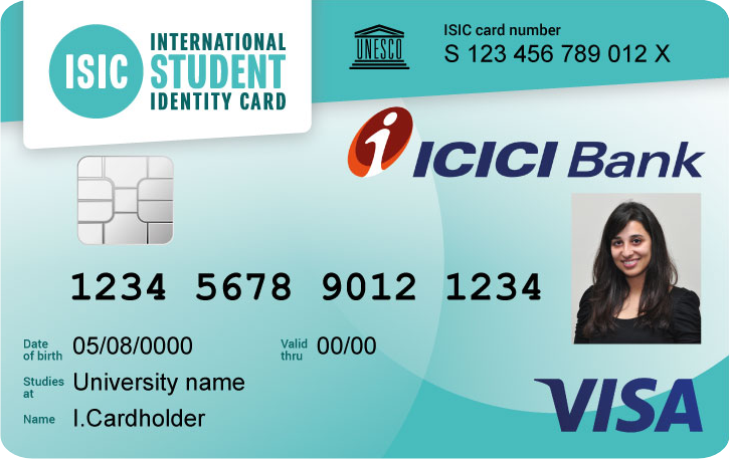 ISIC
INTERNATIONAL
STUDENT
IDENTITY CARD
UNESCO
ISIC card number
S 123 456 789 012 X
i ICICI Bank
1234 5678 9012 1234
Date
of birth
05/08/0000
Valid
thru
00/00
Studies
at
University name
Name
I.Cardholder
VISA